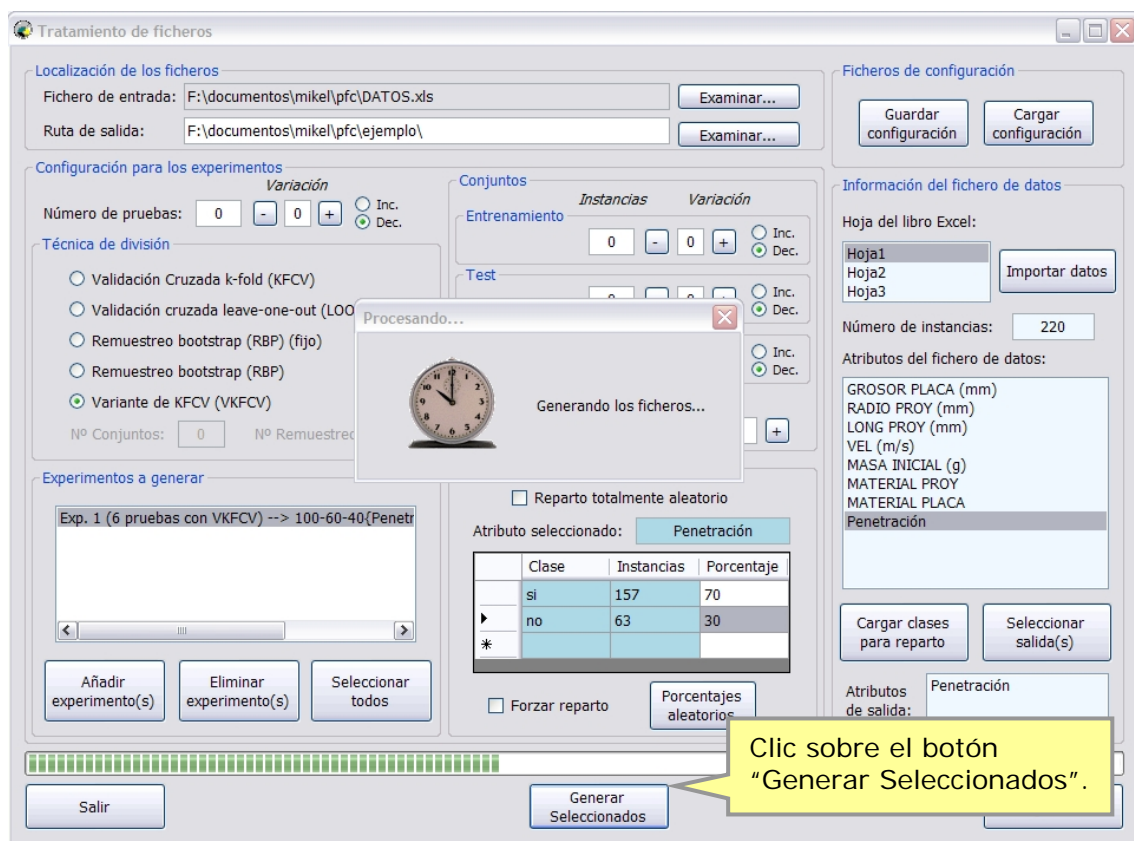 Tratamiento de ficheros
Localización de los ficheros
Fichero de entrada: F:\documentos\mikel\pfc\DATOS.xls Examinar...
Ruta de salida: F:\documentos\mikel\pfc\ejemplo\ Examinar...
Ficheros de configuración
Guardar configuración
Cargar configuración
Configuración para los experimentos
Variación
Número de pruebas: 0 - 0 + Inc.
Dec.
Técnica de división
Validación Cruzada k-fold (KFCV)
Validación cruzada leave-one-out (LOO
Remuestreo bootstrap (RBP) (fijo)
Remuestreo bootstrap (RBP)
Variante de KFCV (VKFCV)
Nº Conjuntos: 0 Nº Remuestreo
Conjuntos
Instancias Variación
Entrenamiento
0 - 0 + Inc.
Dec.
Test
Inc.
Dec.
Inc.
Dec.
+
Procesando...
Generando los ficheros...
Información del fichero de datos
Hoja del libro Excel:
Hoja1
Hoja2
Hoja3
Importar datos
Número de instancias: 220
Atributos del fichero de datos:
GROSOR PLACA (mm)
RADIO PROY (mm)
LONG PROY (mm)
VEL (m/s)
MASA INICIAL (g)
MATERIAL PROY
MATERIAL PLACA
Penetración
Cargar clases para reparto
Seleccionar salida(s)
Atributos de salida:
Penetración
Experimentos a generar
Exp. 1 (6 pruebas con VKFCV) --> 100-60-40{Penetr
Añadir experimento(s)
Eliminar experimento(s)
Seleccionar todos
Reparto totalmente aleatorio
Atributo seleccionado: Penetración
Clase Instancias Porcentaje
si 157 70
no 63 30
*
Forzar reparto
Porcentajes aleatorios
Clic sobre el botón
"Generar Seleccionados".
Salir
Generar
Seleccionados